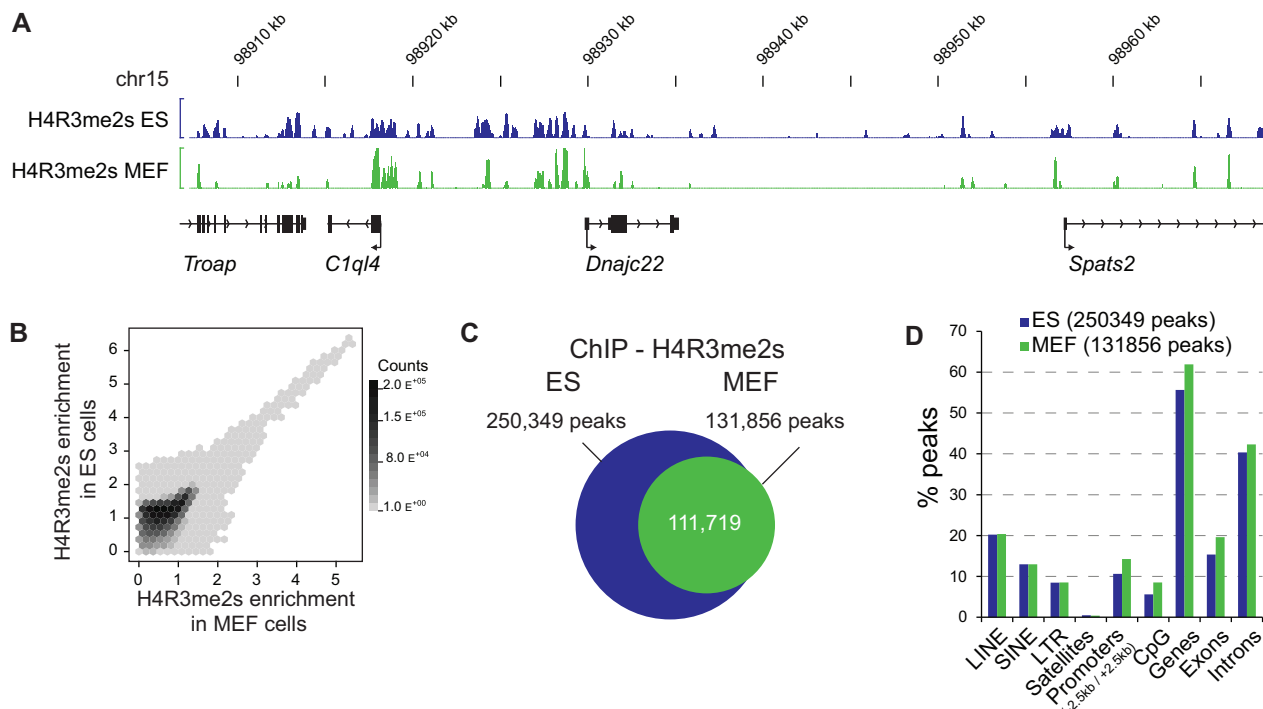 A
98910 kb
98920 kb
98930 kb
98940 kb
98950 kb
98960 kb
chr15
H4R3me2s ES
H4R3me2s MEF
Troap
C1ql4
Dnajc22
Spats2
B
H4R3me2s enrichment
in ES cells
6
5
4
3
2
1
0
0
1
2
3
4
5
H4R3me2s enrichment
in MEF cells
Counts
2.0 E+05
1.5 E+05
8.0 E+04
1.0 E+00
C
ChIP - H4R3me2s
ES
MEF
250,349 peaks
131,856 peaks
111,719
D
ES (250349 peaks)
MEF (131856 peaks)
% peaks
70
60
50
40
30
20
10
0
LINE
SINE
LTR
Satellites
Promoters
2.5kb / +2.5kb)
CpG
Genes
Exons
Introns